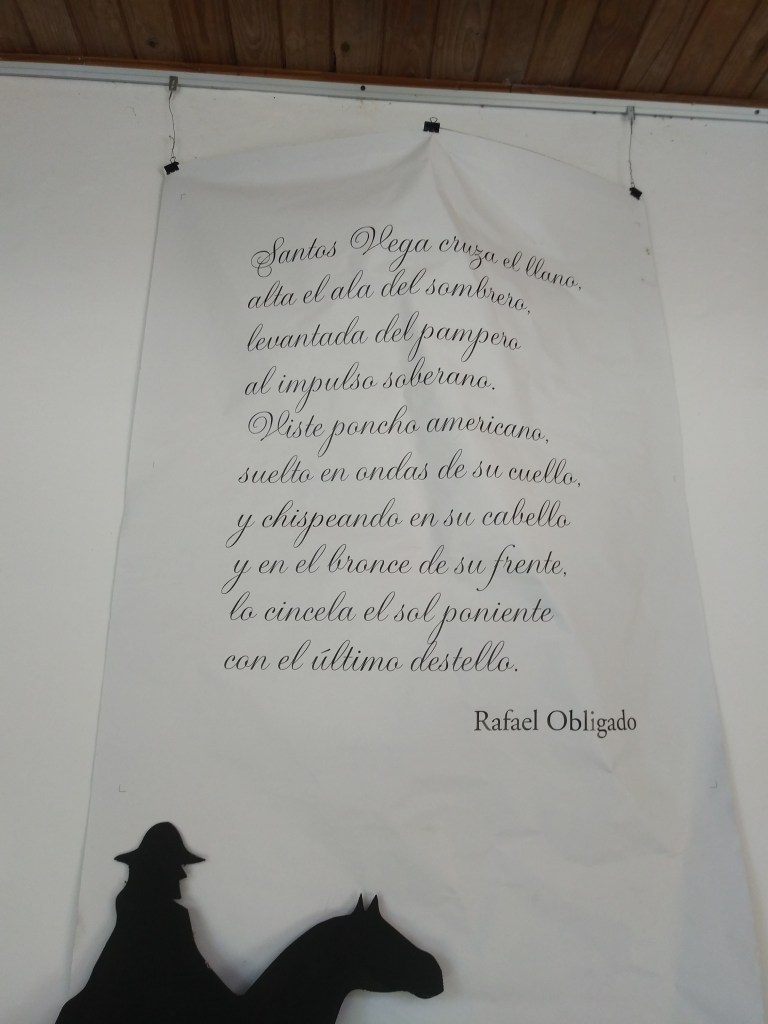 Santos Vega cruza el llano,
alta el ala del sombrero,
levantada del pampero
al impulso soberano.
Viste poncho americano,
suelto en ondas de su cuello,
y chispeando en su cabello
y en el bronce de su frente,
lo cincela el sol poniente
con el último destello.
Rafael Obligado